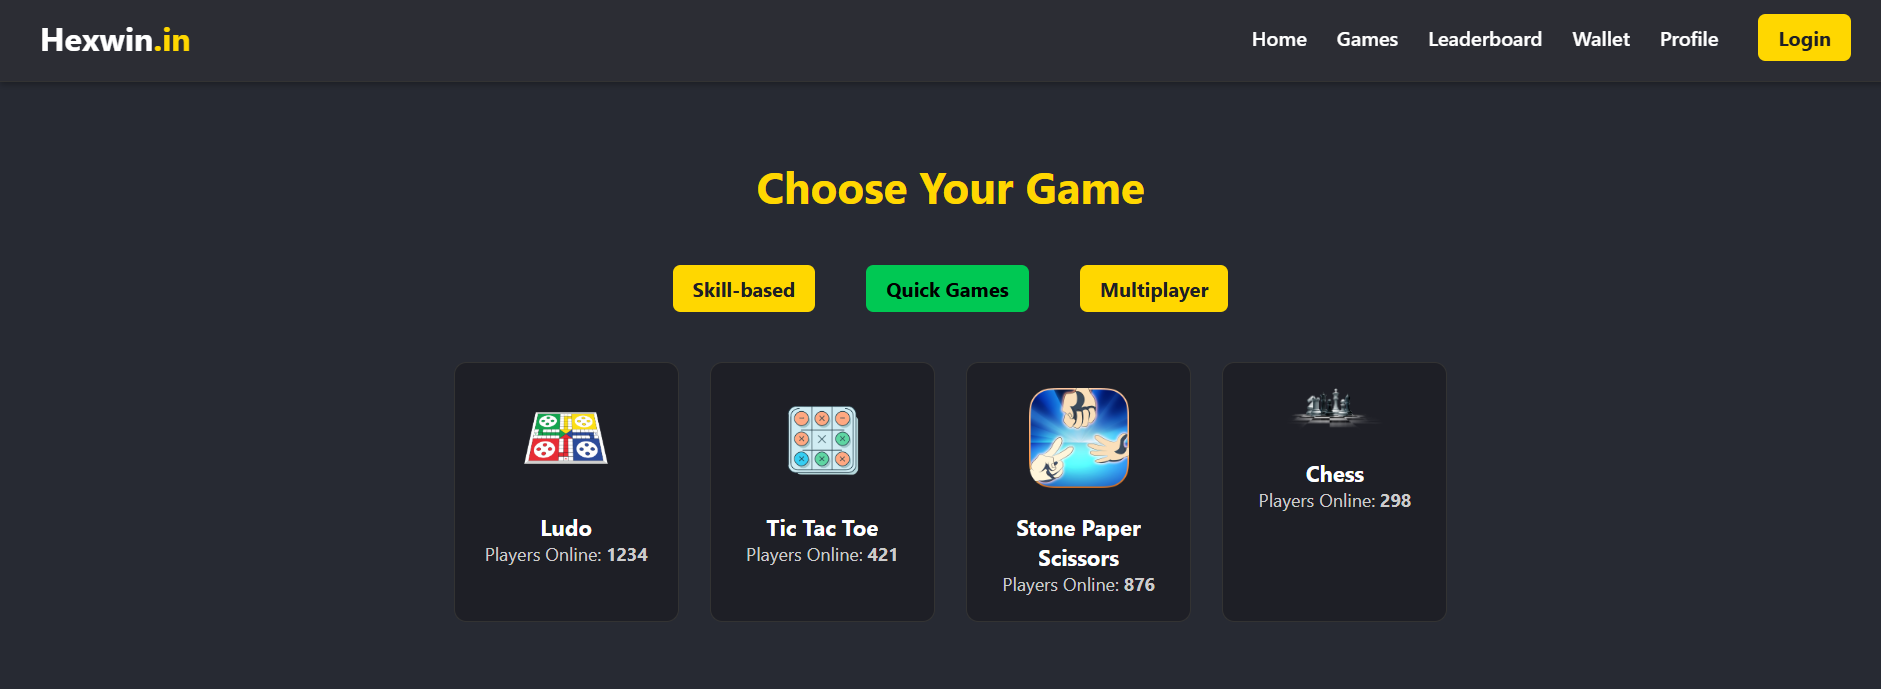 Hexwin.in
Home Games Leaderboard Wallet Profile Login
Choose Your Game
Skill-based Quick Games Multiplayer
Ludo
Players Online: 1234
Tic Tac Toe
Players Online: 421
Stone Paper
Scissors
Players Online: 876
Chess
Players Online: 298